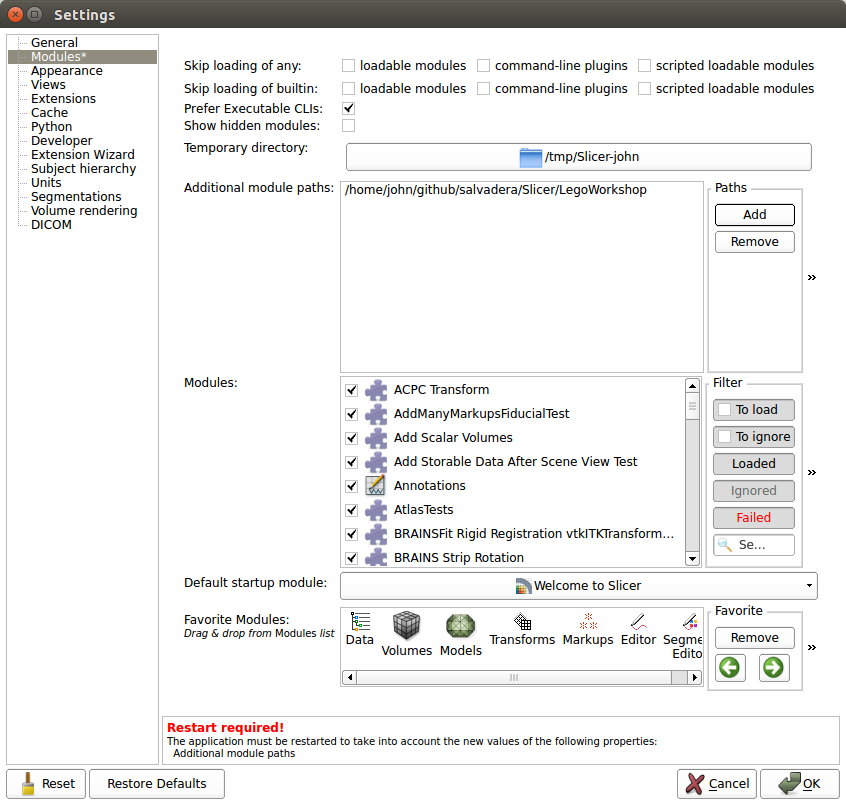 Settings
General
Modules*
Appearance
Views
Extensions
Cache
Python
Developer
Extension Wizard
Subject hierarchy
Units
Segmentations
Volume rendering
DICOM
Skip loading of any: loadable modules command-line plugins scripted loadable modules
Skip loading of builtin: loadable modules command-line plugins scripted loadable modules
Prefer Executable CLIs:
Show hidden modules:
Temporary directory: /tmp/Slicer-john
Additional module paths: /home/john/github/salvadera/Slicer/LegoWorkshop
Paths
Add
Remove
»
Modules:
ACPC Transform
AddManyMarkupsFiducialTest
Add Scalar Volumes
Add Storable Data After Scene View Test
Annotations
AtlasTests
BRAINSFit Rigid Registration vtkITKTransform...
BRAINS Strip Rotation
Filter
To load
To ignore
Loaded
Ignored
Failed
Se...
»
Default startup module: Welcome to Slicer
Favorite Modules:
Drag & drop from Modules list
Data
Volumes
Models
Transforms
Markups
Editor
Segme
Edito
Favorite
Remove
»
Restart required!
The application must be restarted to take into account the new values of the following properties:
Additional module paths
Reset
Restore Defaults
Cancel
OK